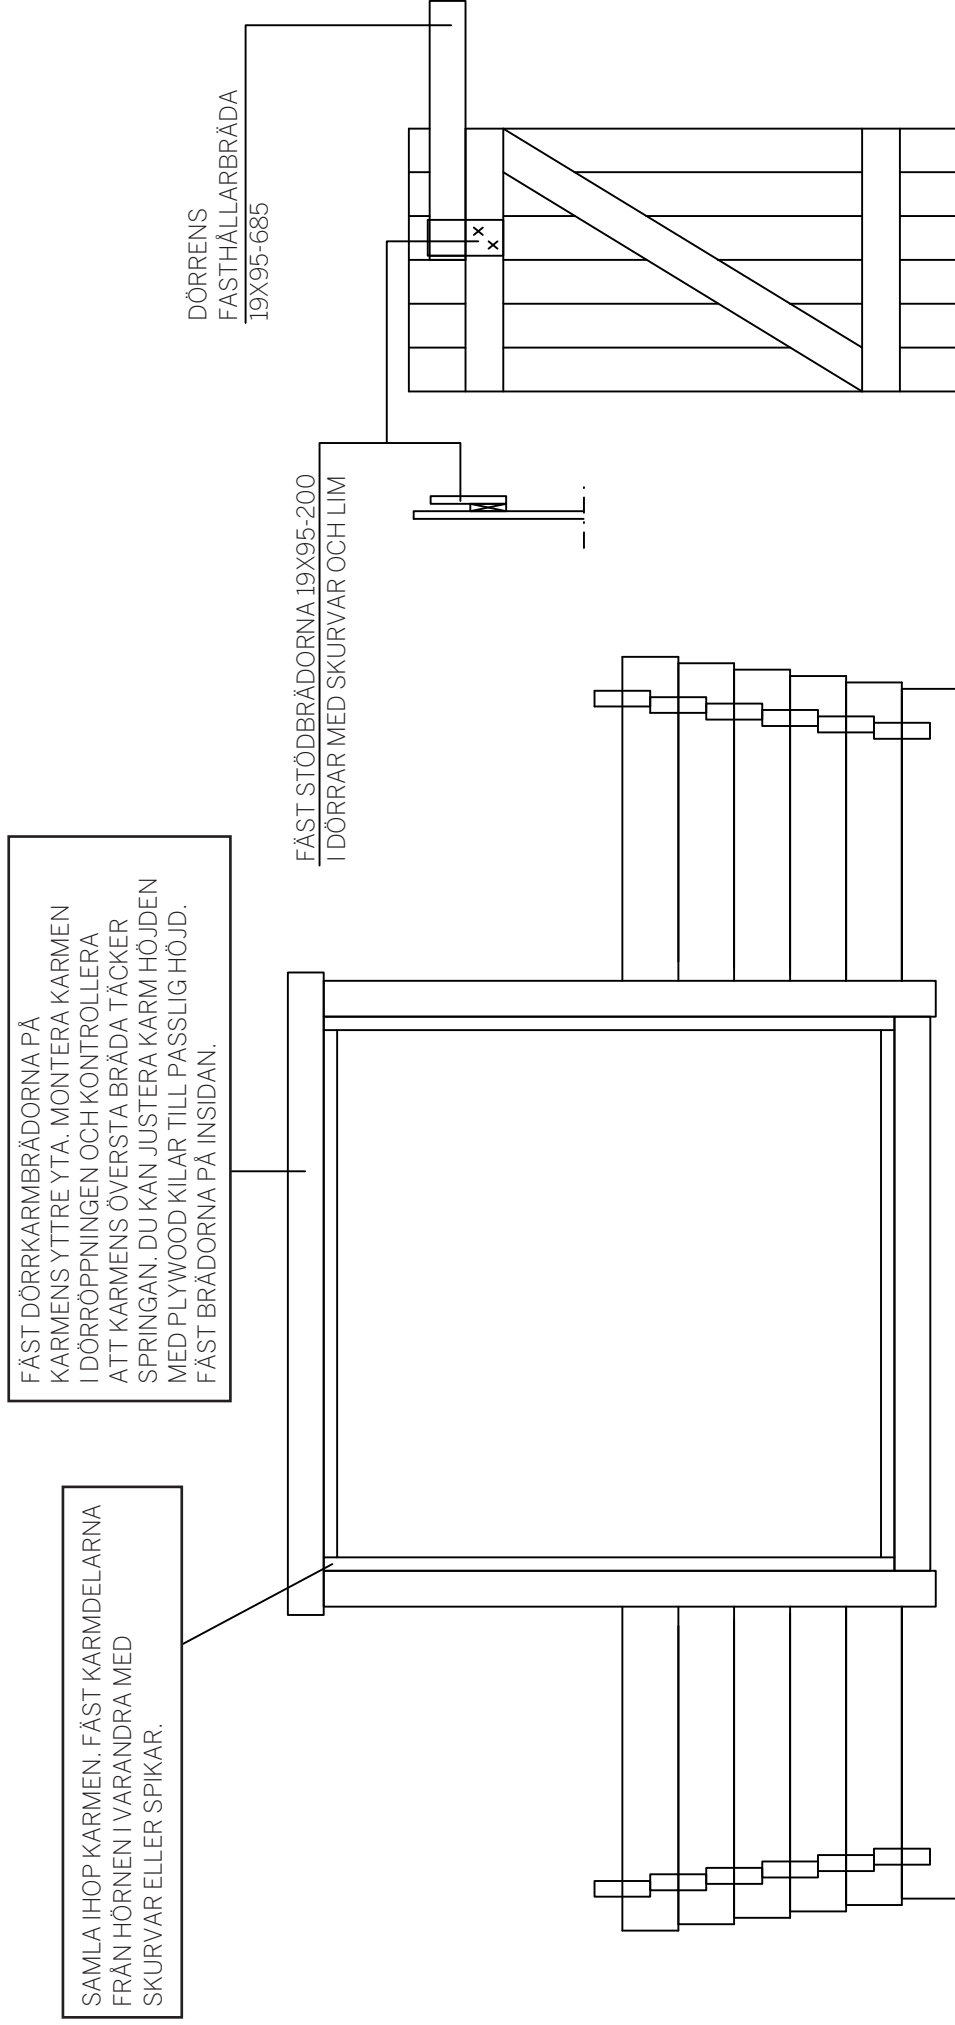 SAMLA IHOP KARMEN. FÄST KARMDELARNA
FRÅN HÖRNEN I VARANDRA MED
SKURVAR ELLER SPIKAR.
FÄST DÖRRKARMBRÄDORNA PÅ
KARMENS YTTRE YTA. MONTERA KARMEN
I DÖRRÖPPNINGEN OCH KONTROLLERA
ATT KARMENS ÖVERSTA BRÄDA TÄCKER
SPRINGAN. DU KAN JUSTERA KARM HÖJDEN
MED PLYWOOD KILAR TILL PASSLIG HÖJD.
FÄST BRÄDORNA PÅ INSIDAN.
FÄST STÖDBRÄDORNA 19X95-200
I DÖRRAR MED SKURVAR OCH LIM
DÖRRENS
FASTHÅLLARBRÄDA
19X95-685